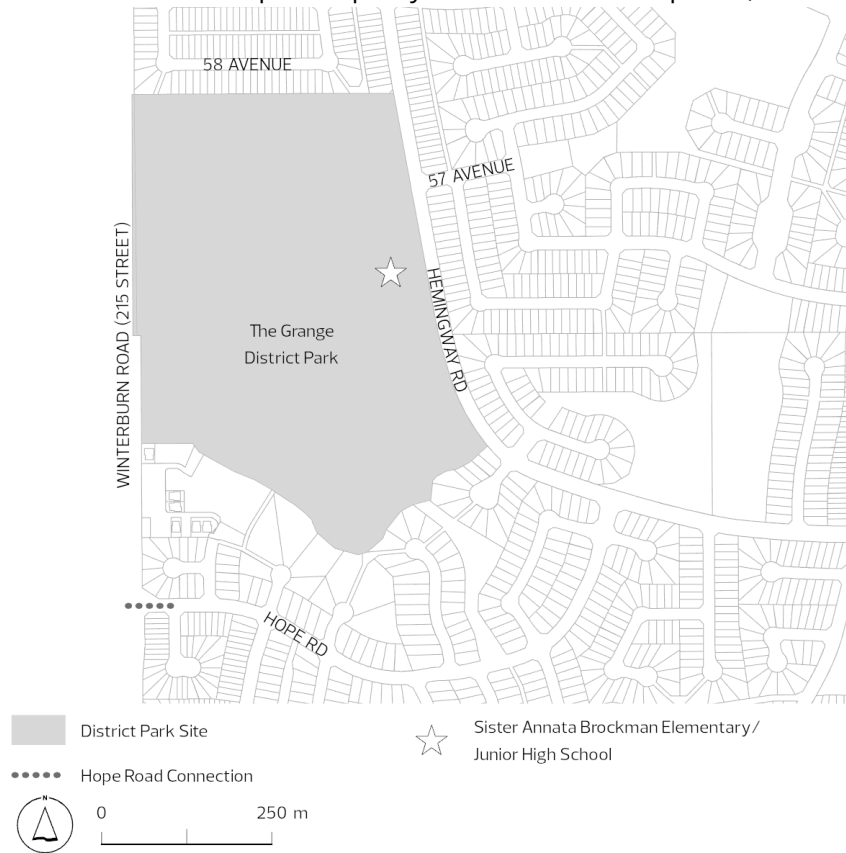 58 AVENUE
57 AVENUE
WINTERBURN ROAD (215 STREET)
HEMINGWAY RD
The Grange
District Park
HOPE RD
District Park Site
Sister Annata Brockman Elementary/
Junior High School
Hope Road Connection
N
0
250 m